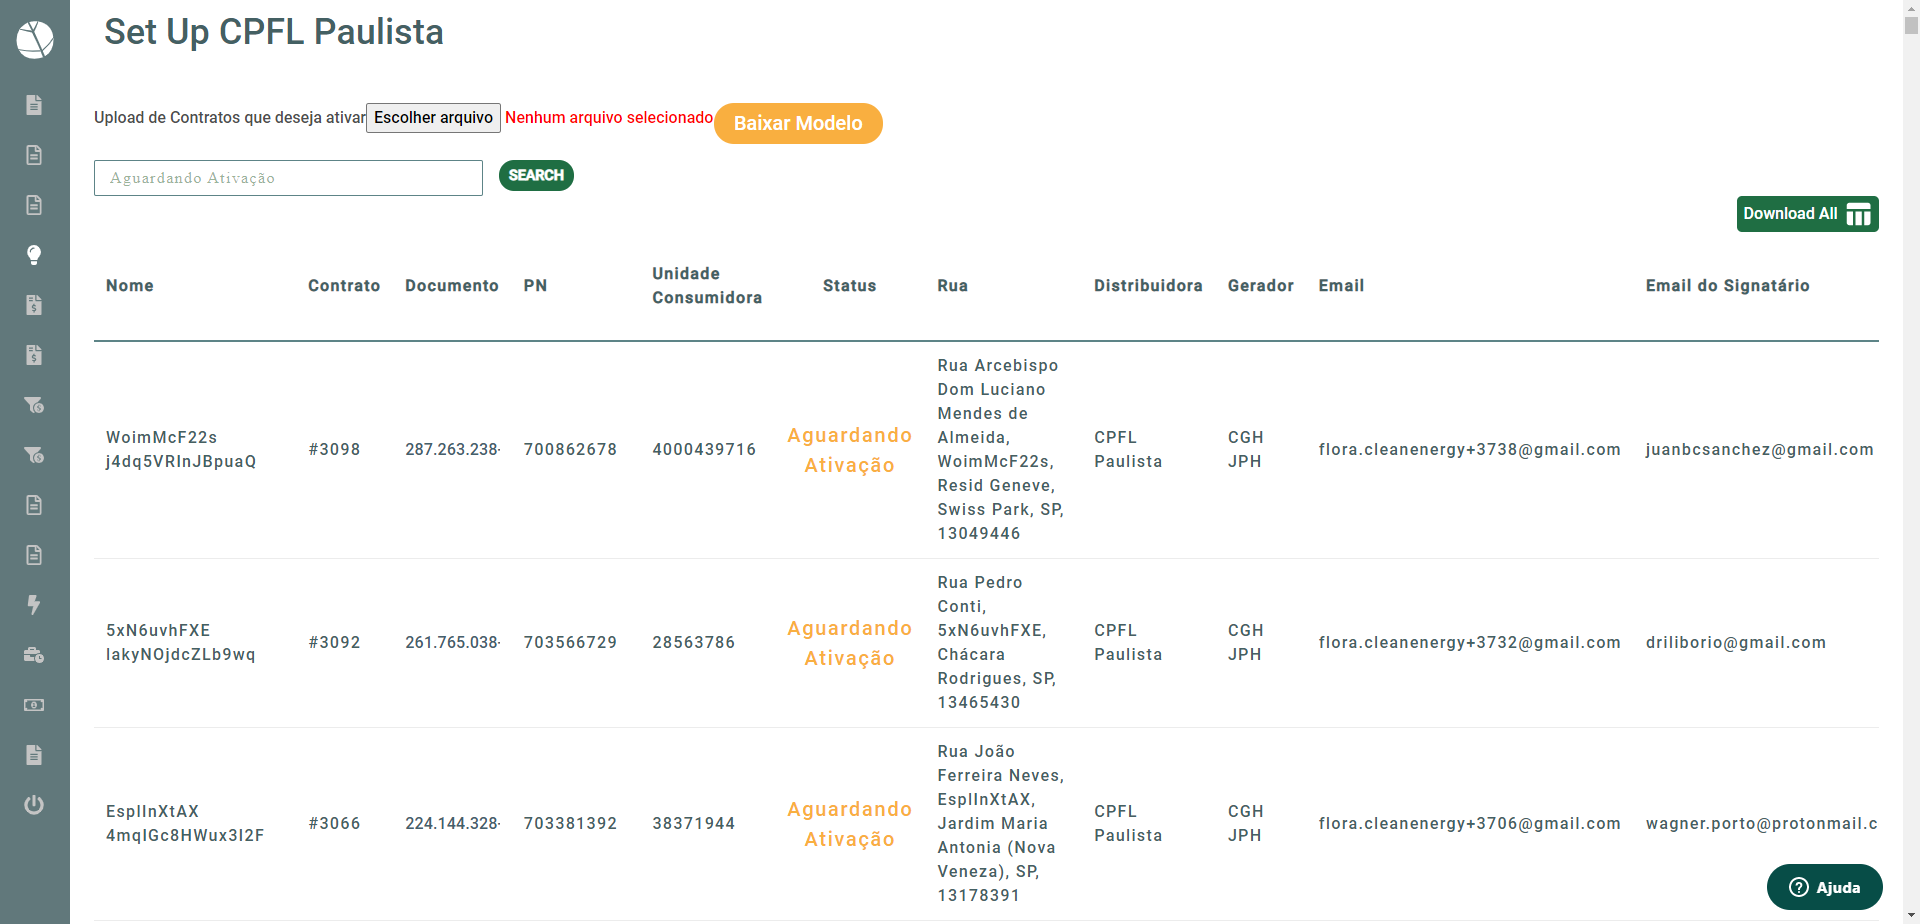 Set Up CPFL Paulista
Upload de Contratos que deseja ativar Escolher arquivo Nenhum arquivo selecionado Baixar Modelo
Aguardando Ativação SEARCH
Download All
Nome Contrato Documento PN Unidade Consumidora Status Rua Distribuidora Gerador Email Email do Signatário
WoimMcF22s
j4dq5VRInJBpuaQ
#3098
287.263.238-
700862678
4000439716
Aguardando
Ativação
Rua Arcebispo
Dom Luciano
Mendes de
Almeida,
WoimMcF22s,
Resid Geneve,
Swiss Park, SP,
13049446
CPFL
Paulista
CGH
JPH
flora.cleanenergy+3738@gmail.com
juanbcsanchez@gmail.com
5xN6uvhFXE
lakyNOjdcZLb9wq
#3092
261.765.038-
703566729
28563786
Aguardando
Ativação
Rua Pedro
Conti,
5xN6uvhFXE,
Chácara
Rodrigues, SP,
13465430
CPFL
Paulista
CGH
JPH
flora.cleanenergy+3732@gmail.com
driliborio@gmail.com
EspIInXtAX
4mqIGc8HWux3I2F
#3066
224.144.328-
703381392
38371944
Aguardando
Ativação
Rua João
Ferreira Neves,
EspIInXtAX,
Jardim Maria
Antonia (Nova
Veneza), SP,
13178391
CPFL
Paulista
CGH
JPH
flora.cleanenergy+3706@gmail.com
wagner.porto@protonmail.c
Ajuda